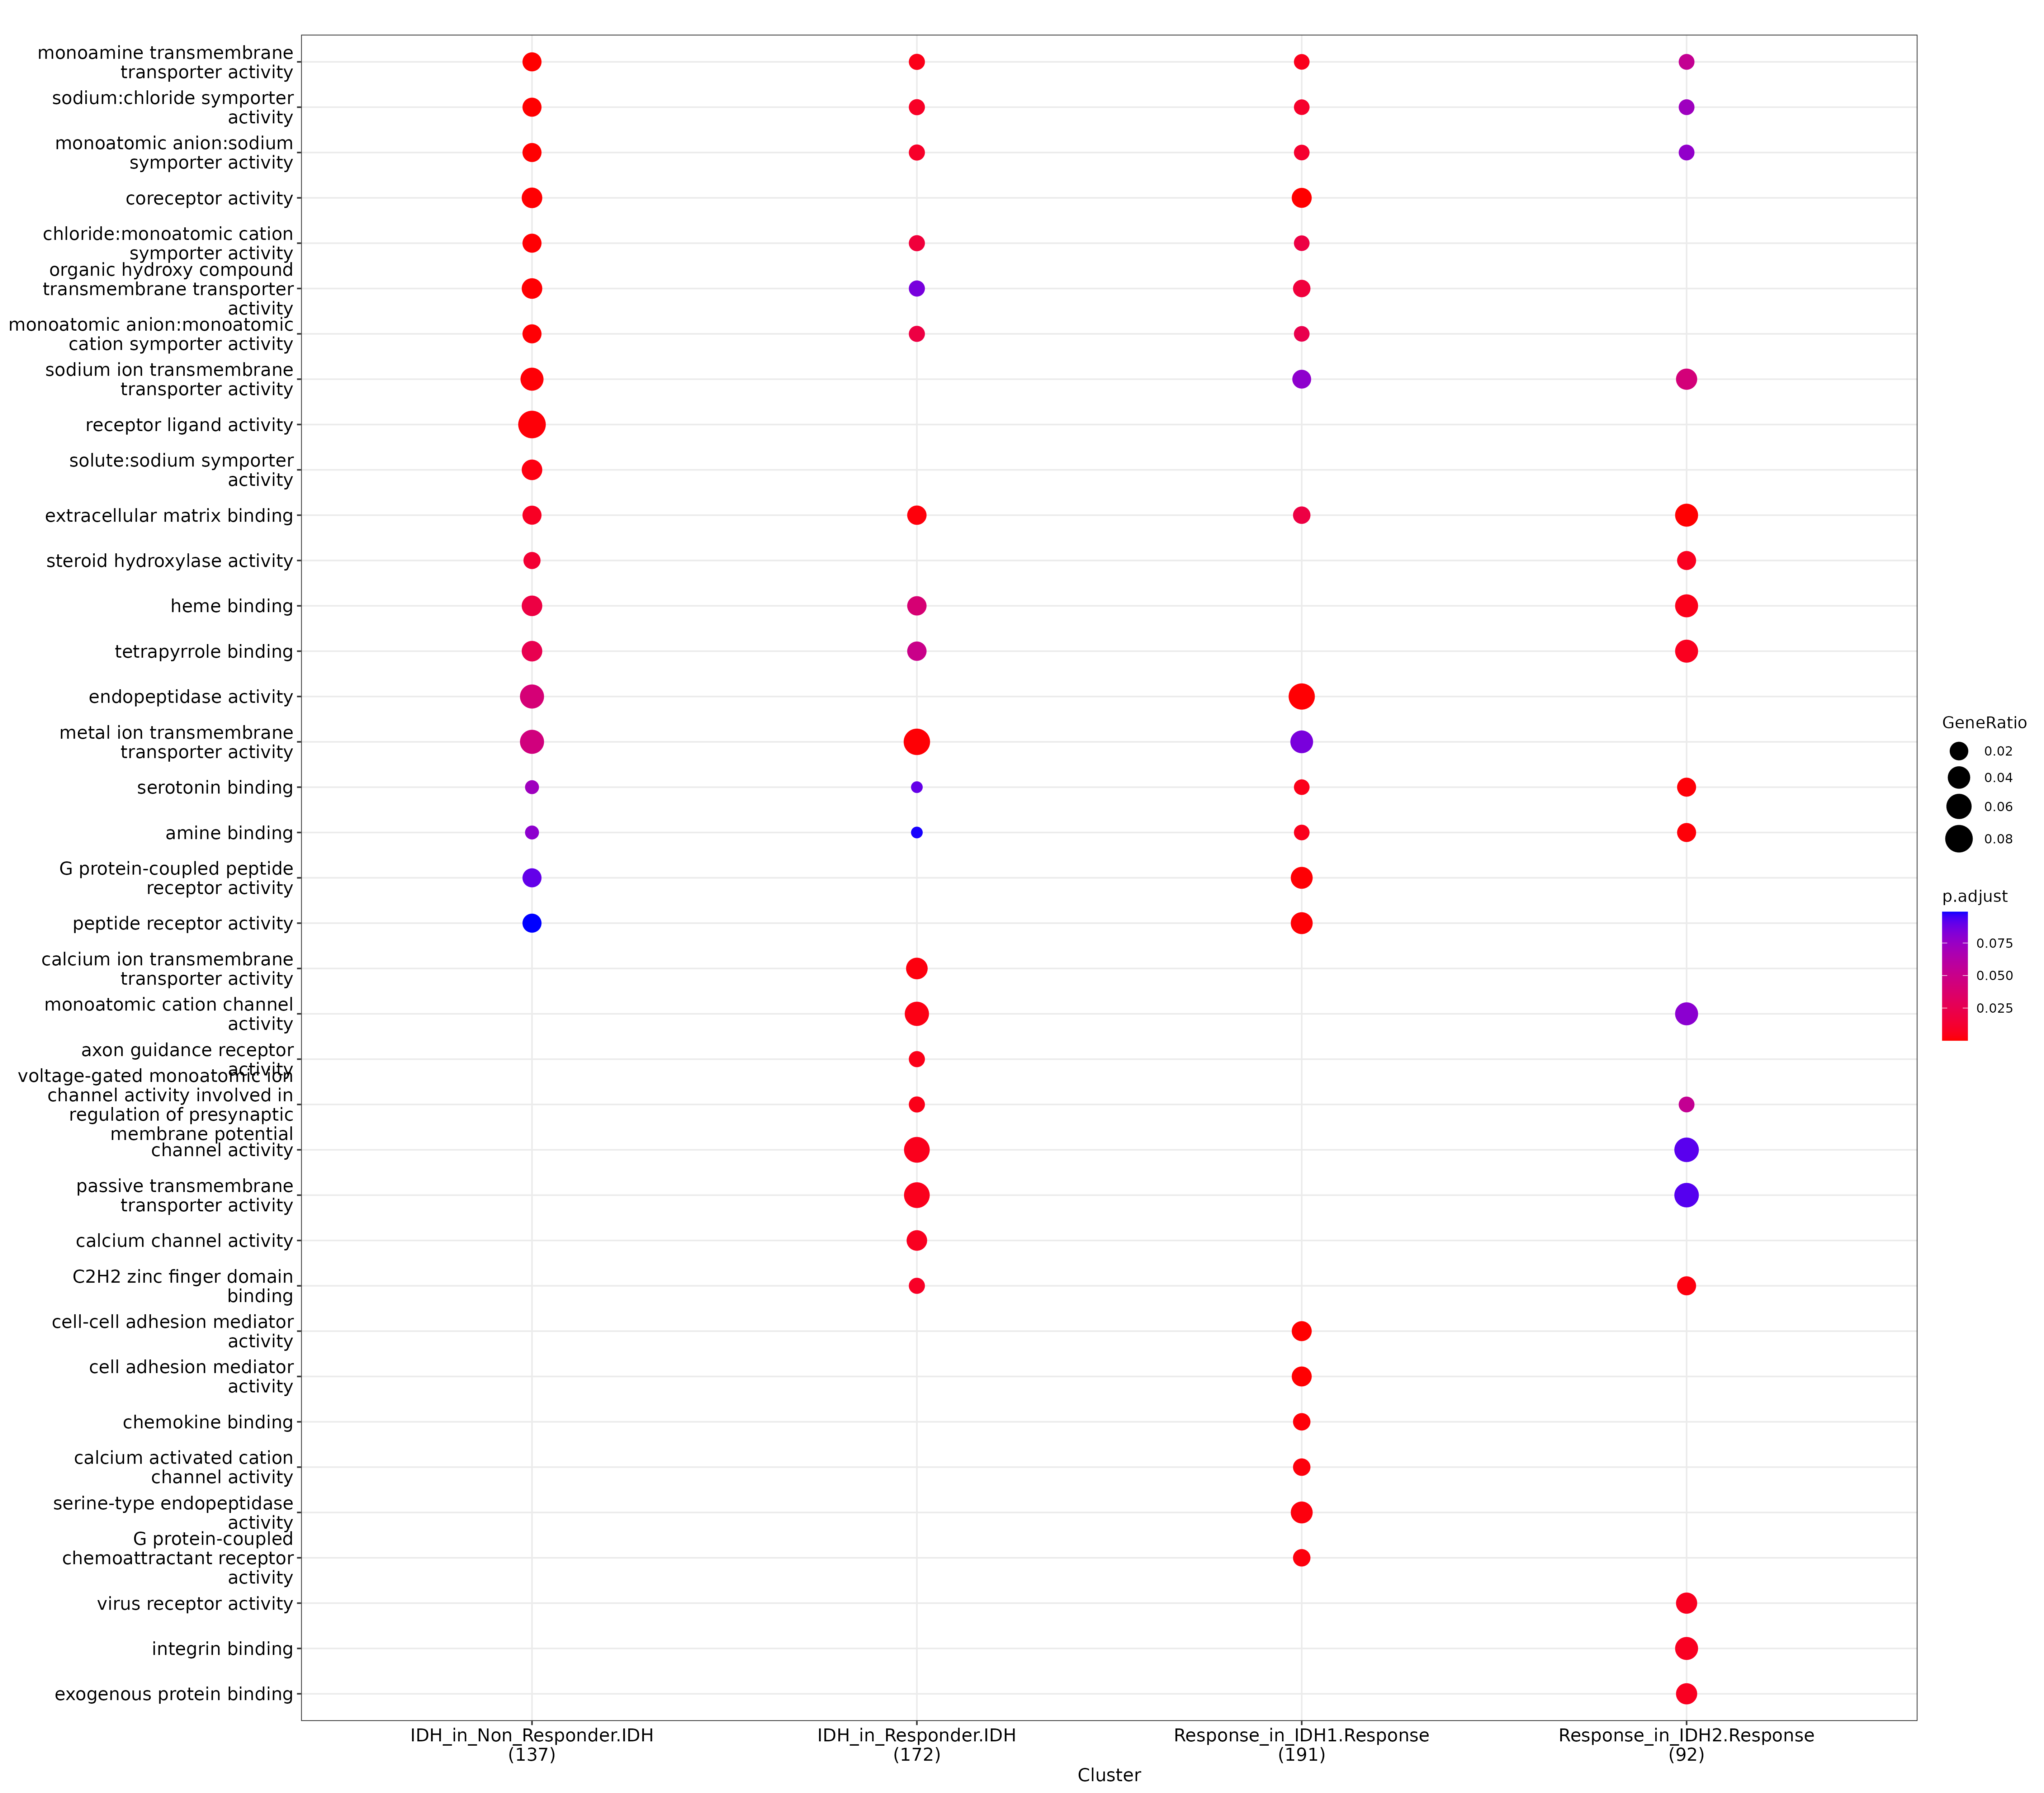 monoamine transmembrane
transporter activity
sodium:chloride symporter
activity
monoatomic anion:sodium
symporter activity
coreceptor activity
chloride:monoatomic cation
symporter activity
organic hydroxy compound
transmembrane transporter
activity
monoatomic anion:monoatomic
cation symporter activity
sodium ion transmembrane
transporter activity
receptor ligand activity
solute:sodium symporter
activity
extracellular matrix binding
steroid hydroxylase activity
heme binding
tetrapyrrole binding
endopeptidase activity
metal ion transmembrane
transporter activity
serotonin binding
amine binding
G protein-coupled peptide
receptor activity
peptide receptor activity
calcium ion transmembrane
transporter activity
monoatomic cation channel
activity
axon guidance receptor
activity
voltage-gated monoatomic ion
channel activity involved in
regulation of presynaptic
membrane potential
channel activity
passive transmembrane
transporter activity
calcium channel activity
C2H2 zinc finger domain
binding
cell-cell adhesion mediator
activity
cell adhesion mediator
activity
chemokine binding
calcium activated cation
channel activity
serine-type endopeptidase
activity
G protein-coupled
chemoattractant receptor
activity
virus receptor activity
integrin binding
exogenous protein binding
IDH_in_Non_Responder.IDH
(137)
IDH_in_Responder.IDH
(172)
Response_in_IDH1.Response
(191)
Response_in_IDH2.Response
(92)
Cluster
GeneRatio
0.02
0.04
0.06
0.08
p.adjust
0.075
0.050
0.025